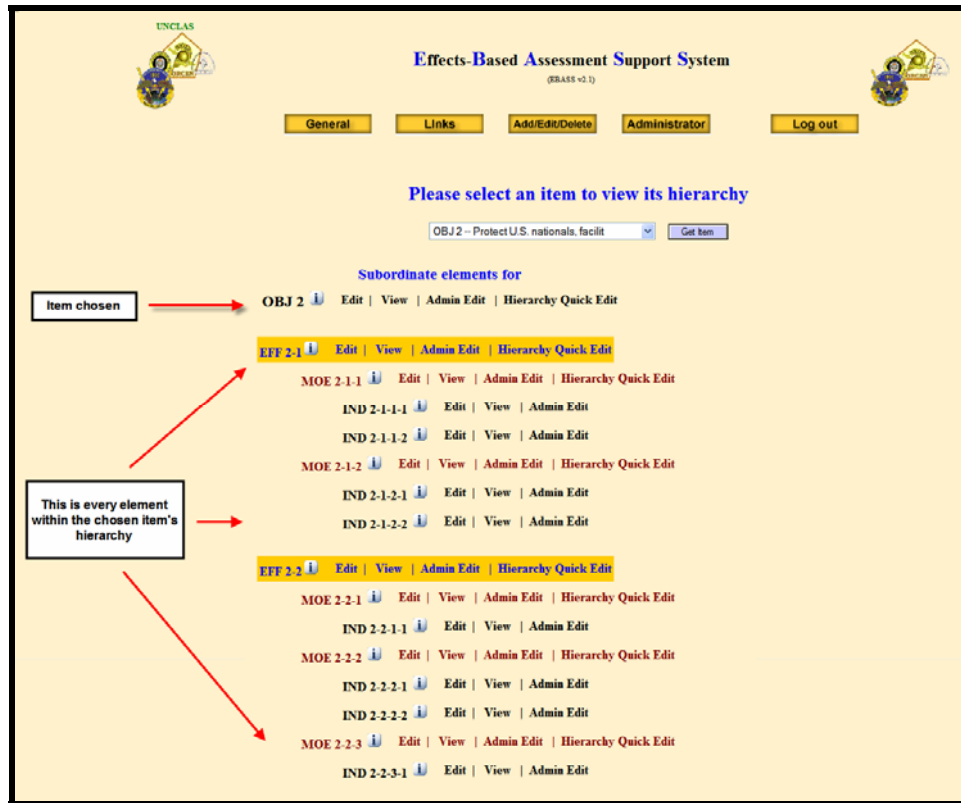 UNCLAS
Effects-Based Assessment Support System
(EBASS v2.1)
General Links Add/Edit/Delete Administrator Log out
Please select an item to view its hierarchy
OBJ 2 -- Protect U.S. nationals, facilit Get Item
Subordinate elements for
Item chosen
OBJ 2 i Edit | View | Admin Edit | Hierarchy Quick Edit
EFF 2-1 i Edit | View | Admin Edit | Hierarchy Quick Edit
MOE 2-1-1 i Edit | View | Admin Edit | Hierarchy Quick Edit
IND 2-1-1-1 i Edit | View | Admin Edit
IND 2-1-1-2 i Edit | View | Admin Edit
MOE 2-1-2 i Edit | View | Admin Edit | Hierarchy Quick Edit
IND 2-1-2-1 i Edit | View | Admin Edit
IND 2-1-2-2 i Edit | View | Admin Edit
This is every element
within the chosen item's
hierarchy
EFF 2-2 i Edit | View | Admin Edit | Hierarchy Quick Edit
MOE 2-2-1 i Edit | View | Admin Edit | Hierarchy Quick Edit
IND 2-2-1-1 i Edit | View | Admin Edit
MOE 2-2-2 i Edit | View | Admin Edit | Hierarchy Quick Edit
IND 2-2-2-1 i Edit | View | Admin Edit
IND 2-2-2-2 i Edit | View | Admin Edit
MOE 2-2-3 i Edit | View | Admin Edit | Hierarchy Quick Edit
IND 2-2-3-1 i Edit | View | Admin Edit